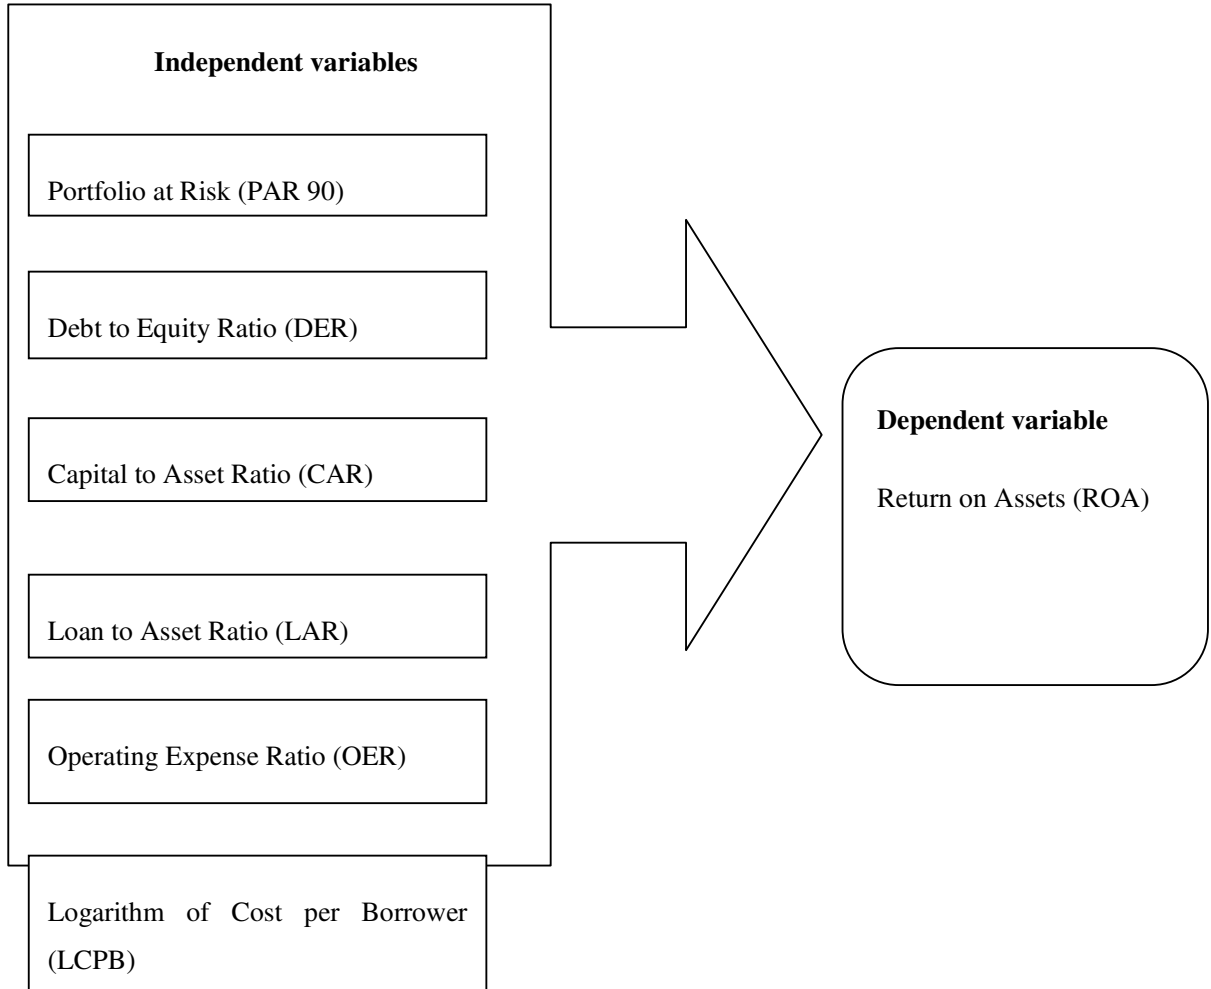 Independent variables
Portfolio at Risk (PAR 90)
Debt to Equity Ratio (DER)
Capital to Asset Ratio (CAR)
Loan to Asset Ratio (LAR)
Operating Expense Ratio (OER)
Logarithm of Cost per Borrower
(LCPB)
Dependent variable
Return on Assets (ROA)